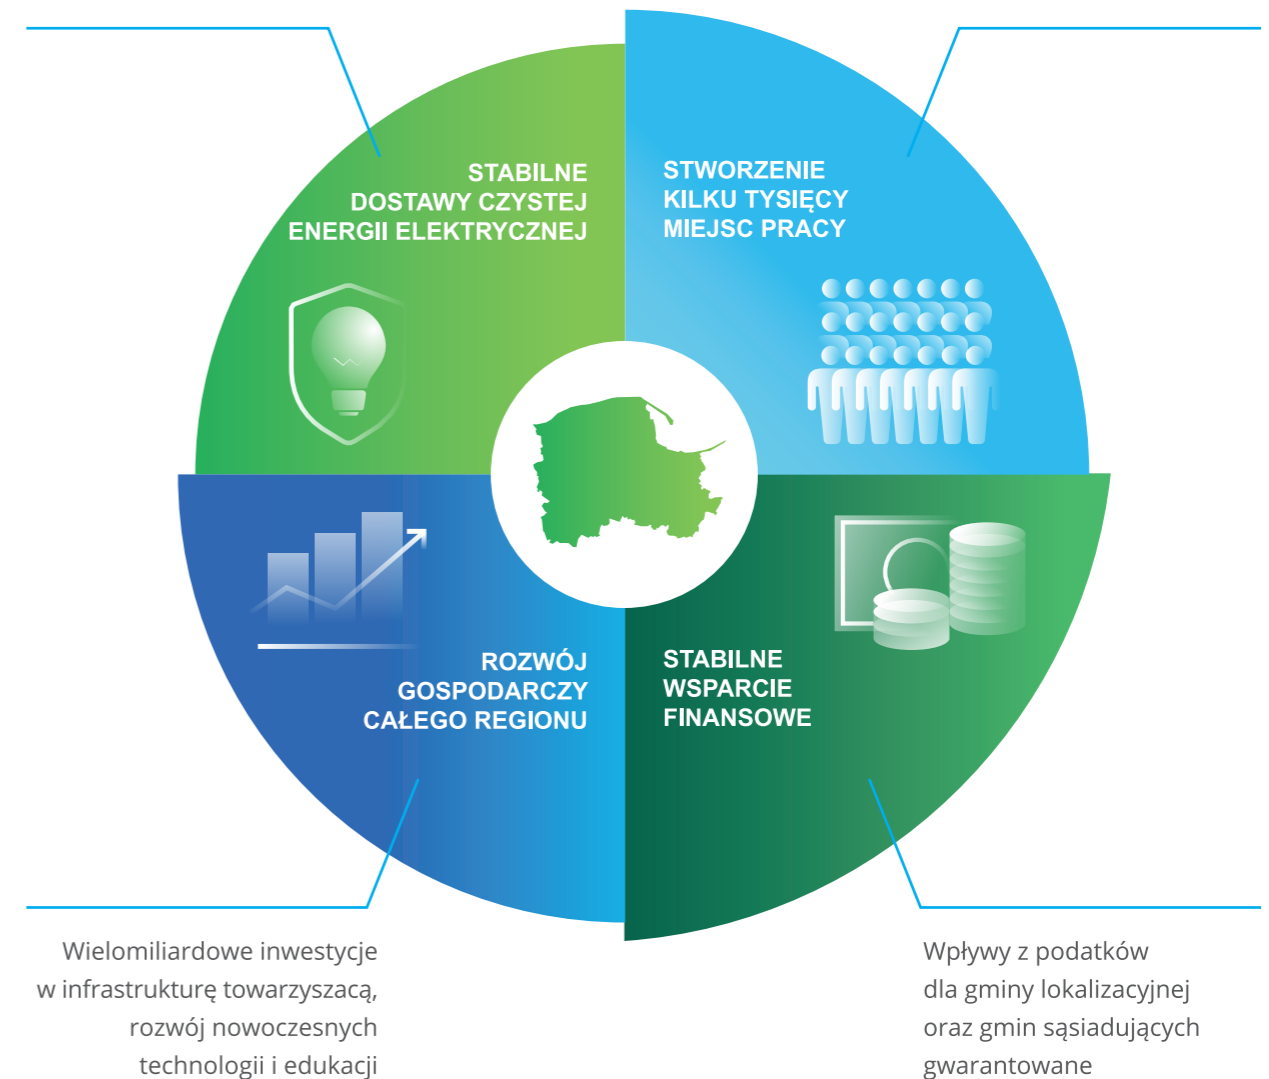 STABILNE
DOSTAWY CZYSTEJ
ENERGII ELEKTRYCZNEJ
STWORZENIE
KILKU TYSIĘCY
MIEJSC PRACY
ROZWÓJ
GOSPODARCZY
CAŁEGO REGIONU
STABILNE
WSPARCIE
FINANSOWE
Wielomiliardowe inwestycje
w infrastrukturę towarzyszacą,
rozwój nowoczesnych
technologii i edukacji
Wpływy z podatków
dla gminy lokalizacyjnej
oraz gmin sąsiadujących
gwarantowane